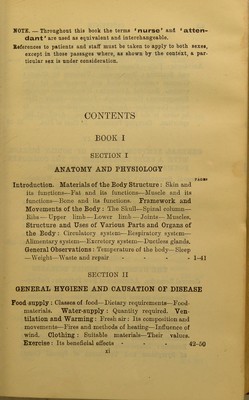 NOTE. — Throughout this book the terms 'nurse' and 'atten-
dant' are used as equivalent and interchangeable.
References to patients and staff must be taken to apply to both sexes,
except in those passages where, as shown by the context, a par-
ticular sex is under consideration.
CONTENTS
BOOK I
SECTION I
ANATOMY AND PHYSIOLOGY
PAGES
Introduction. Materials of the Body Structure: Skin and
its functions—Fat and its functions—Muscle and its
functions—Bone and its functions. Framework and
Movements of the Body: The Skull—Spinal column—
Ribs—Upper limb—Lower limb—Joints—Muscles.
Structure and Uses of Various Parts and Organs of
the Body: Circulatory system—Respiratory system—
Alimentary system—Excretory system—Ductless glands.
General Observations: Temperature of the body—Sleep
—Weight—Waste and repair - - - - 1-41
SECTION II
GENERAL HYGIENE AND CAUSATION OF DISEASE
Food supply: Classes of food—Dietary requirements—Food
materials. Water-supply: Quantity required. Ven-
tilation and Warming: Fresh air: Its composition and
movements—Fires and methods of heating—Influence of
wind. Clothing: Suitable materials—Their values.
Exercise: Its beneficial effects - - - 42-50
xi